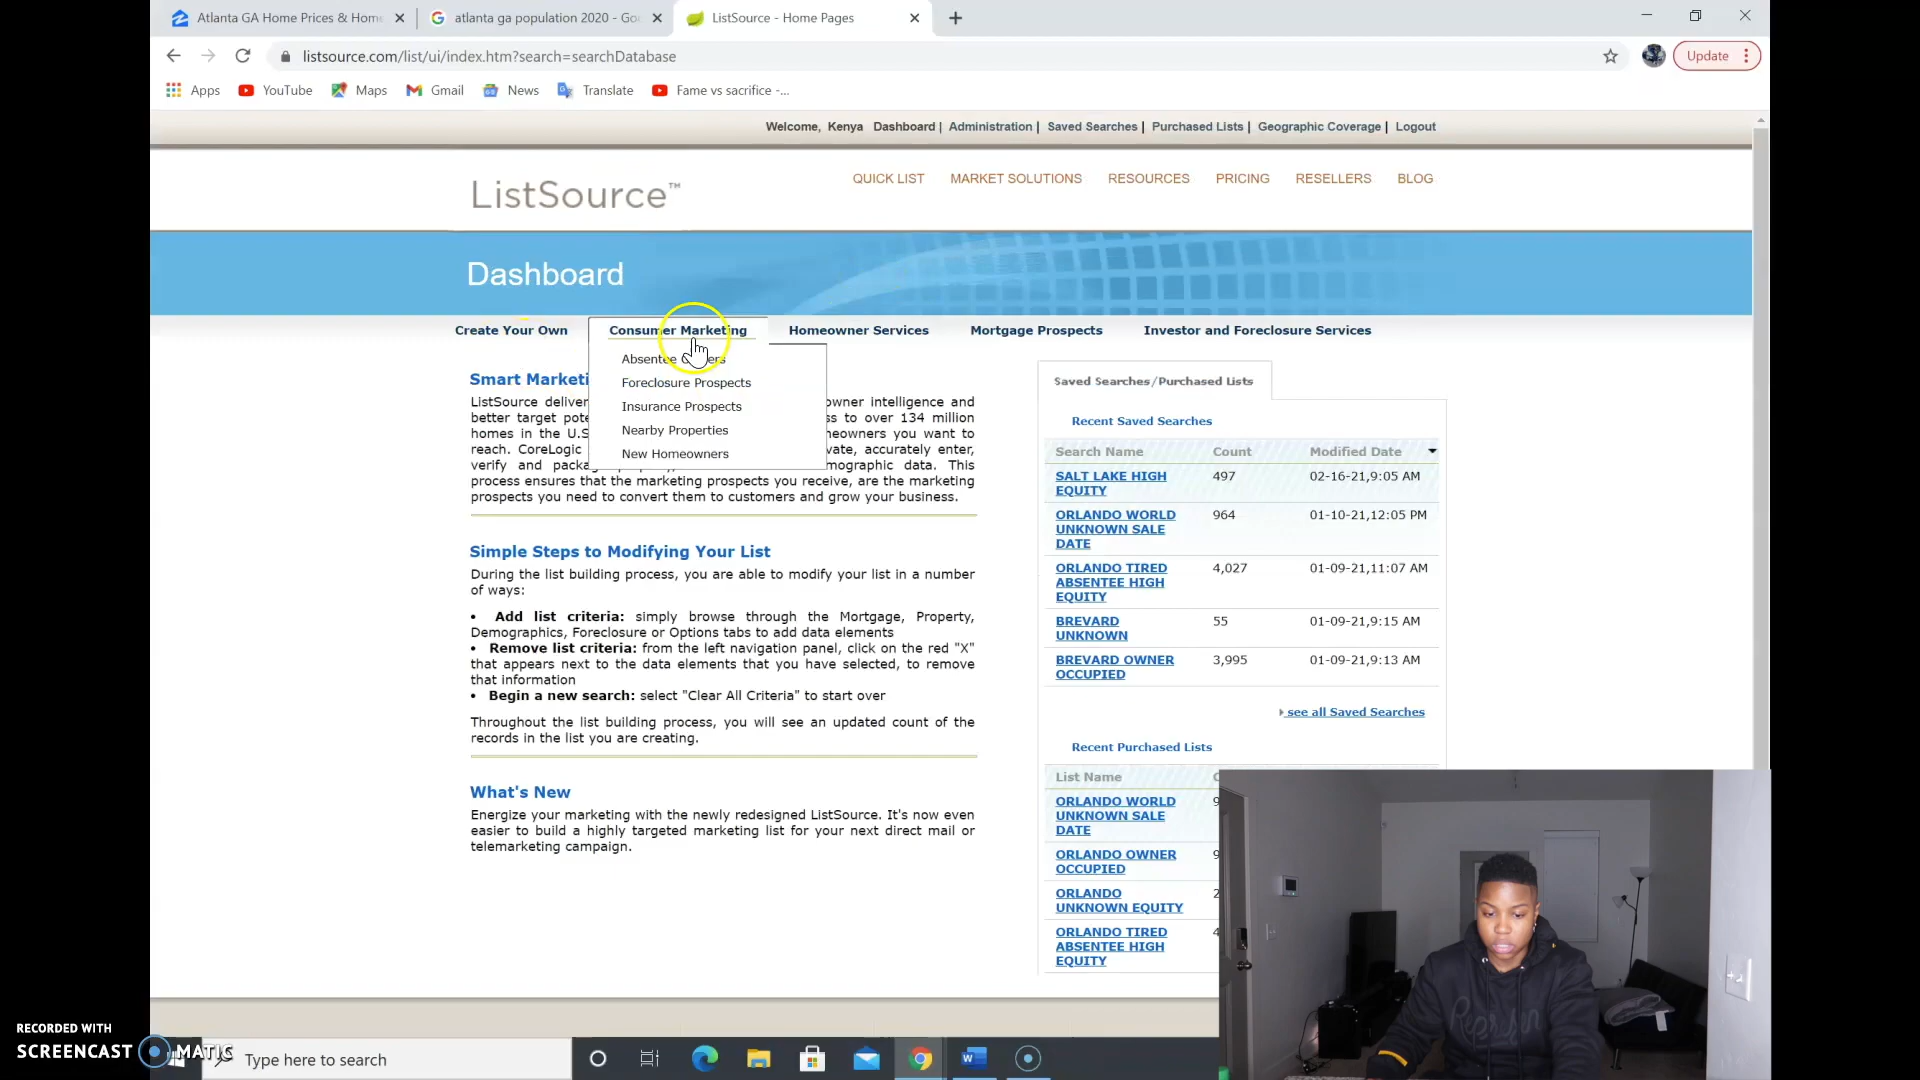 Atlanta GA Home Prices & Hom
atlanta ga population 2020 - Go
ListSource - Home Pages
listsource.com/list/ui/index.htm?search=searchDatabase
Update
Apps
YouTube
Maps
Gmail
News
Translate
Fame vs sacrifice -...
Welcome, Kenya Dashboard | Administration | Saved Searches | Purchased Lists | Geographic Coverage | Logout
ListSource™
QUICK LIST
MARKET SOLUTIONS
RESOURCES
PRICING
RESELLERS
BLOG
Dashboard
Create Your Own
Consumer Marketing
Homeowner Services
Mortgage Prospects
Investor and Foreclosure Services
Absentee
Foreclosure Prospects
Insurance Prospects
Nearby Properties
New Homeowners
Smart Marketi
ListSource deliver owner intelligence and
better target pote ss to over 134 million
homes in the U.S meowners you want to
reach. CoreLogic vate, accurately enter,
verify and packa mographic data. This
process ensures that the marketing prospects you receive, are the marketing
prospects you need to convert them to customers and grow your business.
Simple Steps to Modifying Your List
During the list building process, you are able to modify your list in a number
of ways:
• Add list criteria: simply browse through the Mortgage, Property,
Demographics, Foreclosure or Options tabs to add data elements
• Remove list criteria: from the left navigation panel, click on the red "X"
that appears next to the data elements that you have selected, to remove
that information
• Begin a new search: select "Clear All Criteria" to start over
Throughout the list building process, you will see an updated count of the
records in the list you are creating.
What's New
Energize your marketing with the newly redesigned ListSource. It's now even
easier to build a highly targeted marketing list for your next direct mail or
telemarketing campaign.
Saved Searches/Purchased Lists
Recent Saved Searches
Search Name Count Modified Date
SALT LAKE HIGH 497 02-16-21,9:05 AM
EQUITY
ORLANDO WORLD 964 01-10-21,12:05 PM
UNKNOWN SALE
DATE
ORLANDO TIRED 4,027 01-09-21,11:07 AM
ABSENTEE HIGH
EQUITY
BREVARD 55 01-09-21,9:15 AM
UNKNOWN
BREVARD OWNER 3,995 01-09-21,9:13 AM
OCCUPIED
see all Saved Searches
Recent Purchased Lists
List Name
ORLANDO WORLD 9
UNKNOWN SALE
DATE
ORLANDO OWNER 9
OCCUPIED
ORLANDO 2
UNKNOWN EQUITY
ORLANDO TIRED 4
ABSENTEE HIGH
EQUITY
RECORDED WITH
SCREENCAST MATIC
Type here to search